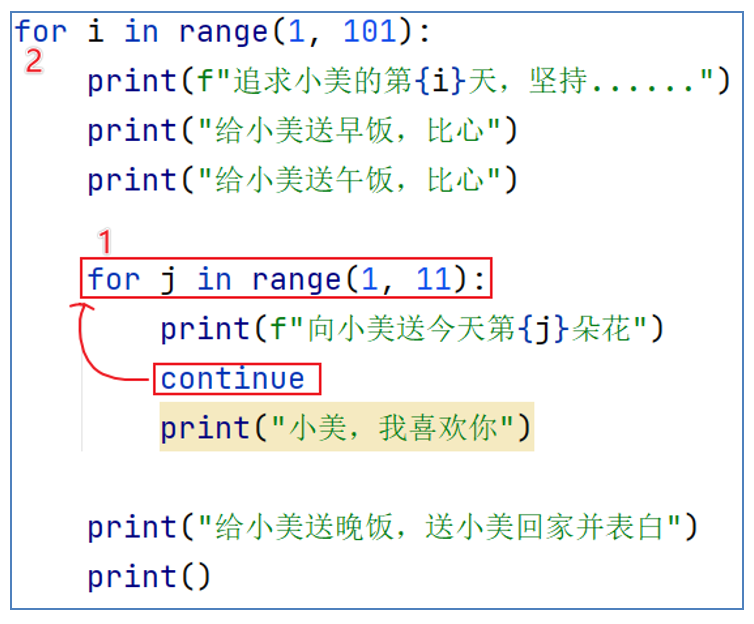 for i in range(1, 101):
2
print(f"追求小美的第{i}天，坚持......")
print("给小美送早饭，比心")
print("给小美送午饭，比心")
1
for j in range(1, 11):
print(f"向小美送今天第{j}朵花")
continue
print("小美，我喜欢你")
print("给小美送晚饭，送小美回家并表白")
print()